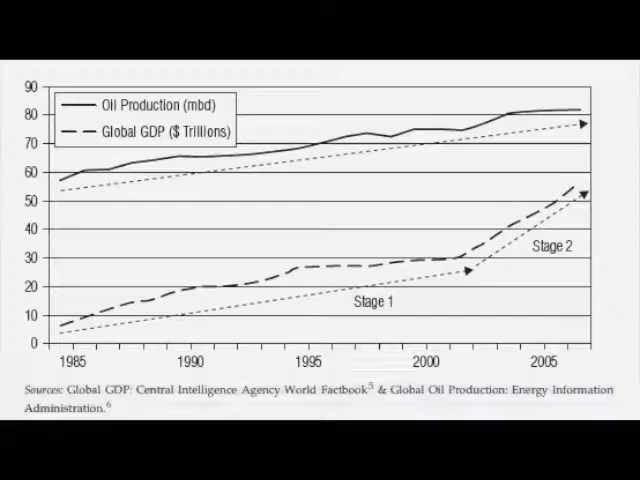 90
80
70
60
50
40
30
20
10
0
Oil Production (mbd)
Global GDP ($ Trillions)
Stage 1
Stage 2
1985 1990 1995 2000 2005
Sources: Global GDP: Central Intelligence Agency World Factbook5 & Global Oil Production: Energy Information
Administration.6